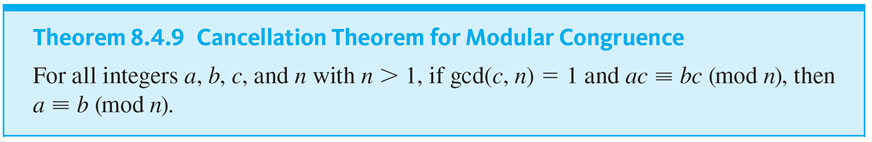 Theorem 8.4.9 Cancellation Theorem for Modular Congruence
For all integers a, b, c, and n with n > 1, if gcd(c, n) = 1 and ac ≡ bc (mod n), then
a ≡ b (mod n).